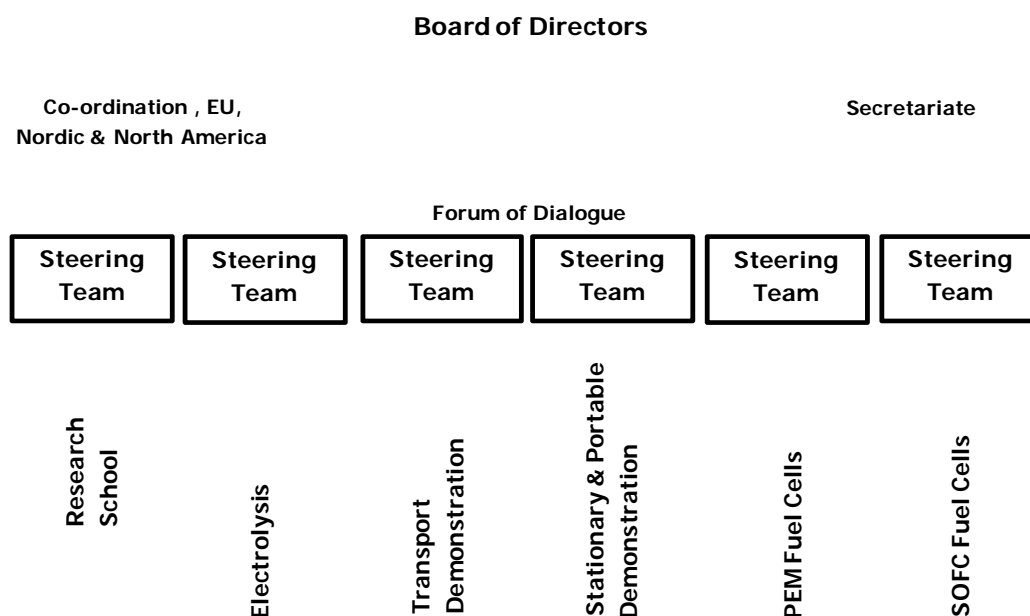 Board of Directors
Co-ordination , EU,
Nordic & North America
Secretariate
Forum of Dialogue
Steering
Team
Steering
Team
Steering
Team
Steering
Team
Steering
Team
Steering
Team
Research
School
Electrolysis
Transport
Demonstration
Stationary & Portable
Demonstration
PEM Fuel Cells
SOFC Fuel Cells